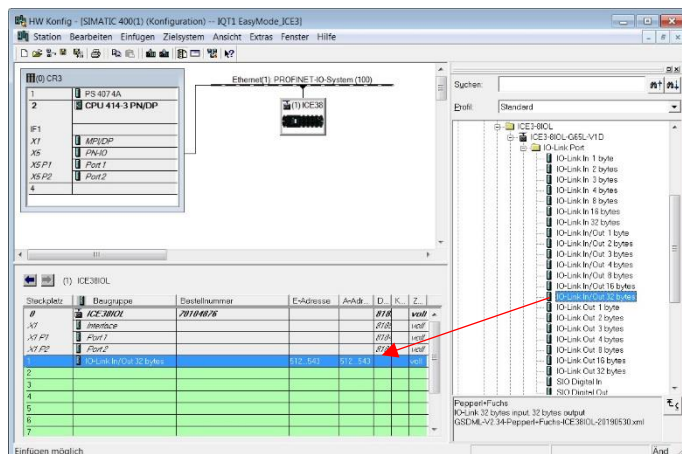 HW Konfig - [SIMATIC 400(1) (Konfiguration) -- IQT1 EasyMode_ICE3]
Station Bearbeiten Einfügen Zielsystem Ansicht Extras Fenster Hilfe
(0) CR3
1 PS 407 4A
2 CPU 414-3 PN/DP
IF1
X1 MPI/DP
X5 PN-IO
X5 P1 Port 1
X5 P2 Port 2
4
Ethernet(1): PROFINET-IO-System (100)
(1) ICE38
Suchen:
Profil: Standard
ICE3-8IOL
ICE3-8IOL-G65L-V1D
IO-Link Port
IO-Link In 1 byte
IO-Link In 2 bytes
IO-Link In 3 bytes
IO-Link In 4 bytes
IO-Link In 8 bytes
IO-Link In 16 bytes
IO-Link In 32 bytes
IO-Link In/Out 1 byte
IO-Link In/Out 2 bytes
IO-Link In/Out 3 bytes
IO-Link In/Out 4 bytes
IO-Link In/Out 8 bytes
IO-Link In/Out 16 bytes
IO-Link In/Out 32 bytes
IO-Link Out 1 byte
IO-Link Out 2 bytes
IO-Link Out 3 bytes
IO-Link Out 4 bytes
IO-Link Out 8 bytes
IO-Link Out 16 bytes
IO-Link Out 32 bytes
SIO Digital In
SIO Digital Out
(1) ICE38IOL
Steckplatz Baugruppe Bestellnummer E-Adresse A-Adr... D... K... Z...
0 ICE38IOL 70104876 voll
X1 Interface voll
X1 P1 Port 1 voll
X1 P2 Port 2 voll
1 IO-Link In/Out 32 bytes 512...543 512...543 voll
2
3
4
5
6
7
Pepperl+Fuchs
IO-Link 32 bytes input, 32 bytes output
GSDML-V2.34-Pepperl+Fuchs-ICE38IOL-20190530.xml
Einfügen möglich
Änd